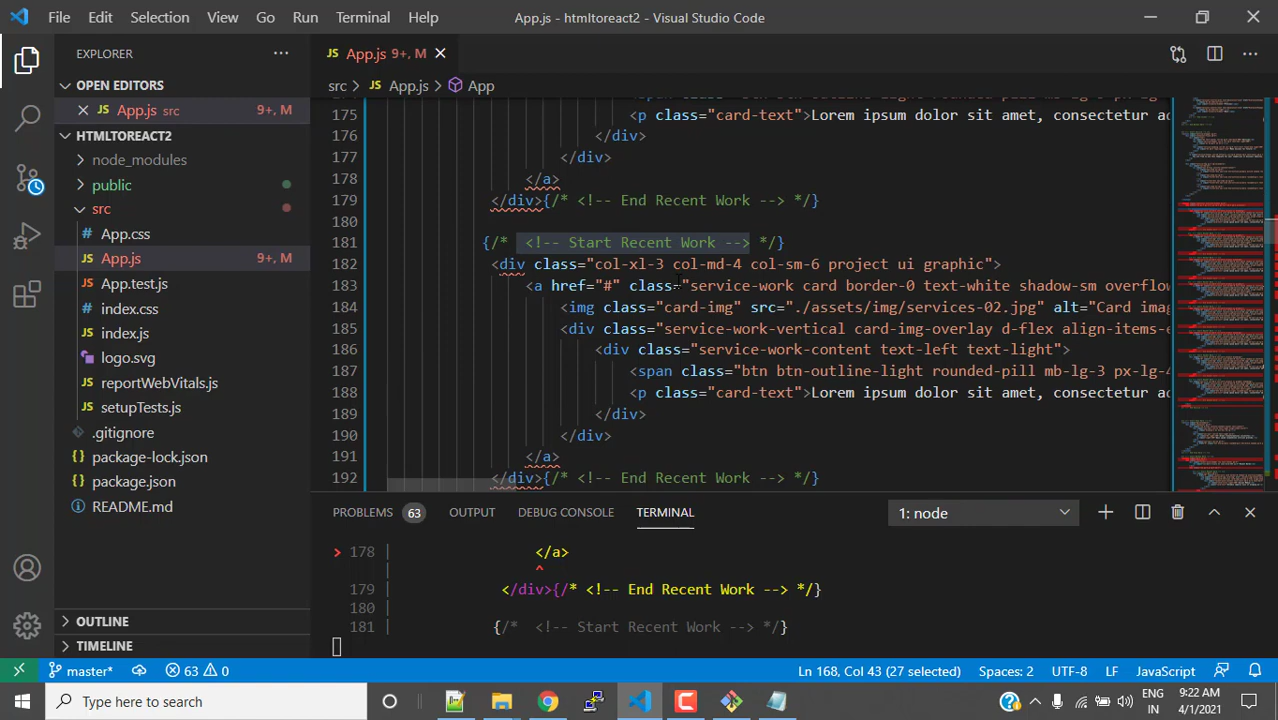 File Edit Selection View Go Run Terminal Help App.js - htmltoreact2 - Visual Studio Code
EXPLORER
OPEN EDITORS
App.js src 9+, M
HTMLTOREACT2
node_modules
public
src
App.css
App.js 9+, M
App.test.js
index.css
index.js
logo.svg
reportWebVitals.js
setupTests.js
.gitignore
package-lock.json
package.json
README.md
OUTLINE
TIMELINE
JS App.js 9+, M
src > JS App.js > App
175 <p class="card-text">Lorem ipsum dolor sit amet, consectetur ad
176 </div>
177 </div>
178 </a>
179 </div>{/* <!-- End Recent Work --> */}
180
181 {/* <!-- Start Recent Work --> */}
182 <div class="col-xl-3 col-md-4 col-sm-6 project ui graphic">
183 <a href="#" class="service-work card border-0 text-white shadow-sm overflow
184 <img class="card-img" src="./assets/img/services-02.jpg" alt="Card imag
185 <div class="service-work-vertical card-img-overlay d-flex align-items-e
186 <div class="service-work-content text-left text-light">
187 <span class="btn btn-outline-light rounded-pill mb-lg-3 px-lg-4
188 <p class="card-text">Lorem ipsum dolor sit amet, consectetur ad
189 </div>
190 </div>
191 </a>
192 </div>{/* <!-- End Recent Work --> */}
PROBLEMS 63 OUTPUT DEBUG CONSOLE TERMINAL 1: node
> 178 | </a>
| ^
179 | </div>{/* <!-- End Recent Work --> */}
180 |
181 | {/* <!-- Start Recent Work --> */}
master* 63 0 Ln 168, Col 43 (27 selected) Spaces: 2 UTF-8 LF JavaScript
Type here to search ENG 9:22 AM
IN 4/1/2021